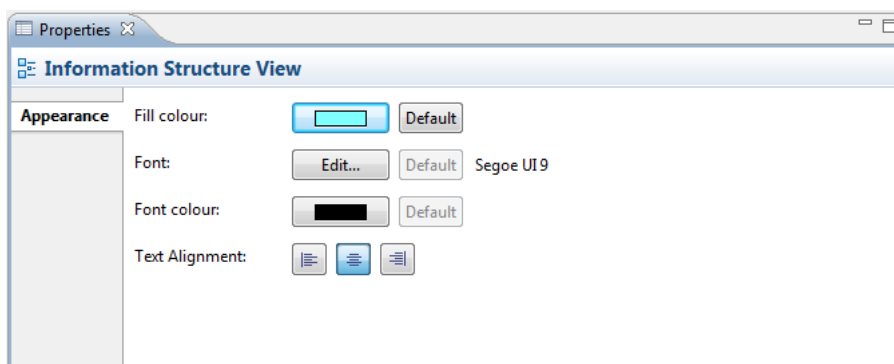 Properties
Information Structure View
Appearance
Fill colour: Default
Font: Edit... Default Segoe UI 9
Font colour: Default
Text Alignment: